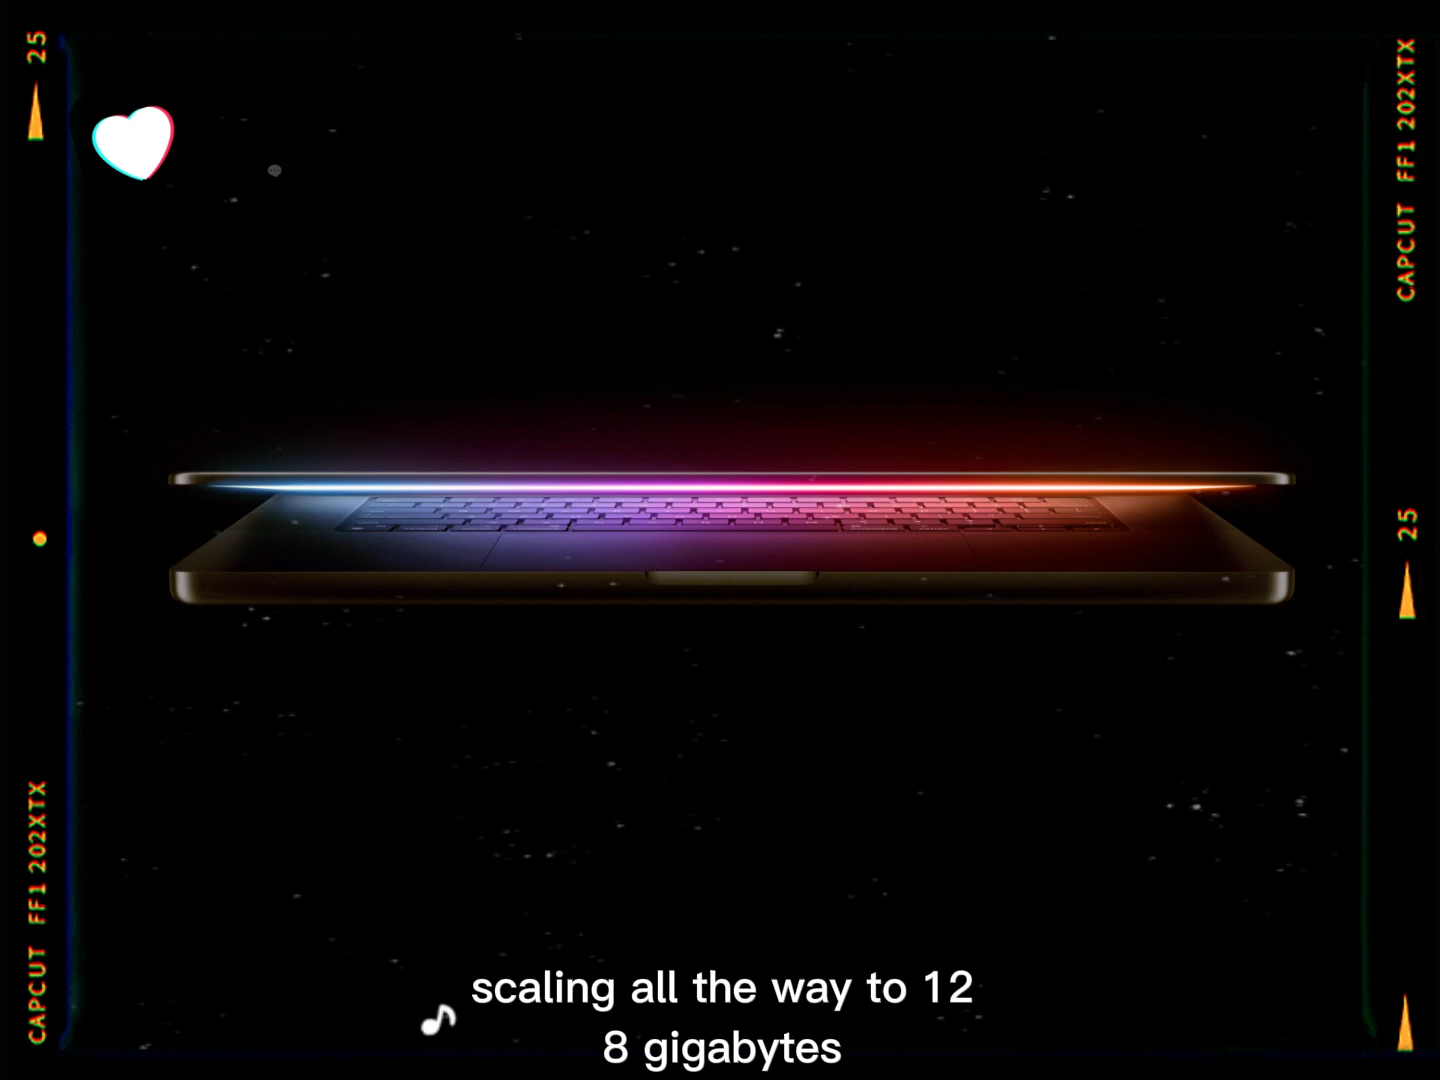 25
CAPCUT FF1 202XTX
CAPCUT FF1 202XTX
25
scaling all the way to 12
8 gigabytes